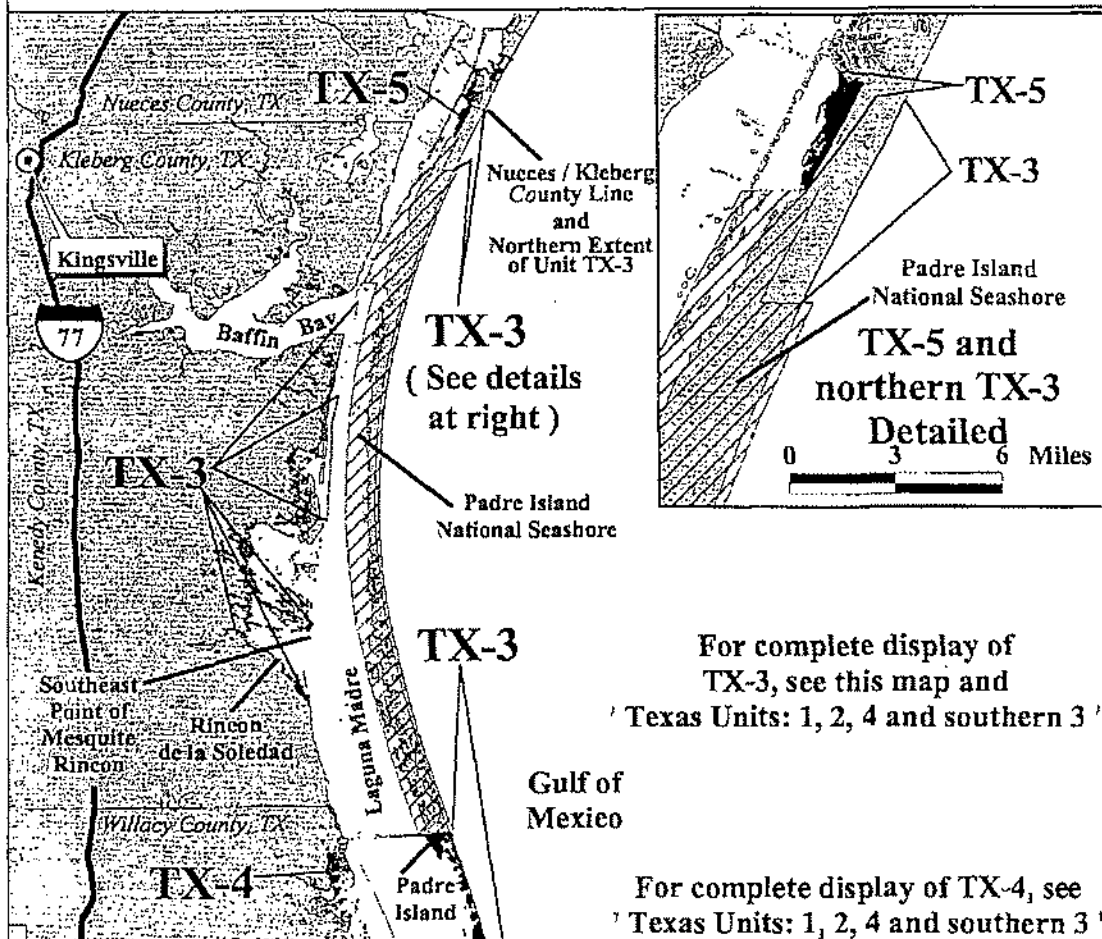 TX-5
Nueces County, TX
Kleberg County, TX
Kingsville
77
Baffin Bay
Nueces / Kleberg
County Line
and
Northern Extent
of Unit TX-3
TX-3
( See details
at right )
TX-3
Kenedy County, TX
Padre Island
National Seashore
Southeast
Point of
Mesquite
Rincon
Rincon
de la Soledad
Laguna Madre
TX-3
Gulf of
Mexico
Willacy County, TX
TX-4
Padre
Island
TX-5
TX-3
Padre Island
National Seashore
TX-5 and
northern TX-3
Detailed
0 3 6 Miles
For complete display of
TX-3, see this map and
' Texas Units: 1, 2, 4 and southern 3 '
For complete display of TX-4, see
' Texas Units: 1, 2, 4 and southern 3 '